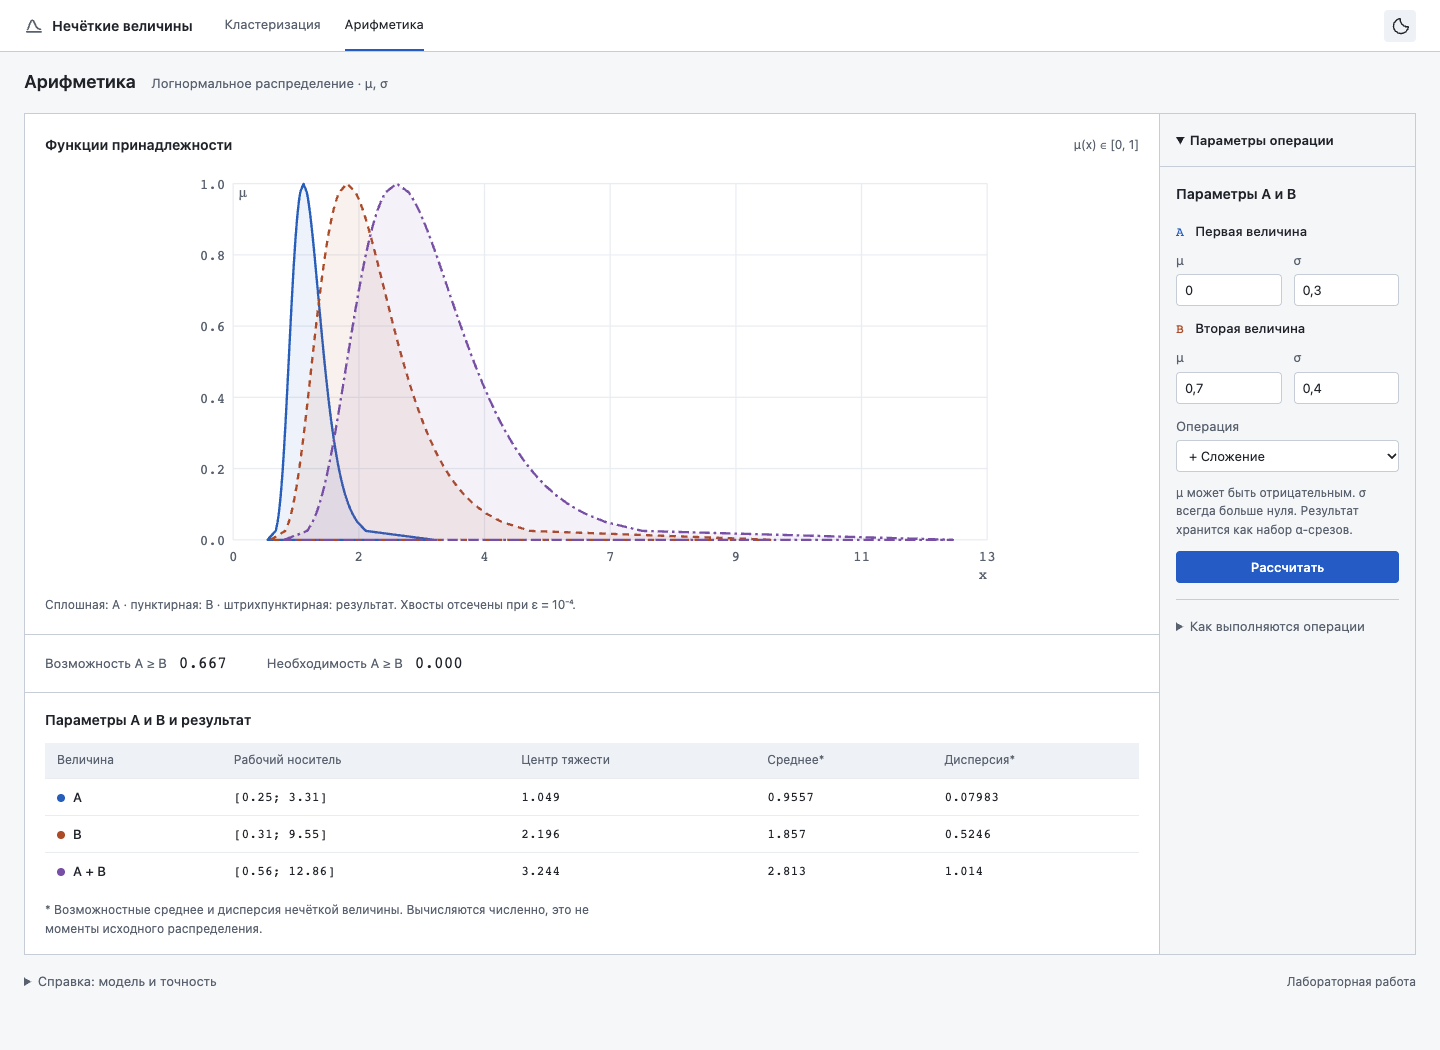 Нечёткие величины
Кластеризация
Арифметика
Арифметика
Логнормальное распределение · μ, σ
Функции принадлежности
μ(x) ∈ [0, 1]
1.0
μ
0.8
0.6
0.4
0.2
0.0
0 2 4 7 9 11 13
x
Сплошная: A · пунктирная: B · штрихпунктирная: результат. Хвосты отсечены при ε = 10⁻⁴.
Возможность A ≥ B 0.667 Необходимость A ≥ B 0.000
Параметры A и B и результат
Величина Рабочий носитель Центр тяжести Среднее* Дисперсия*
A [0.25; 3.31] 1.049 0.9557 0.07983
B [0.31; 9.55] 2.196 1.857 0.5246
A + B [0.56; 12.86] 3.244 2.813 1.014
* Возможностные среднее и дисперсия нечёткой величины. Вычисляются численно, это не
моменты исходного распределения.
▼ Параметры операции
Параметры A и B
A Первая величина
μ σ
0 0,3
B Вторая величина
μ σ
0,7 0,4
Операция
+ Сложение
μ может быть отрицательным. σ
всегда больше нуля. Результат
хранится как набор α-срезов.
Рассчитать
▶ Как выполняются операции
▶ Справка: модель и точность
Лабораторная работа